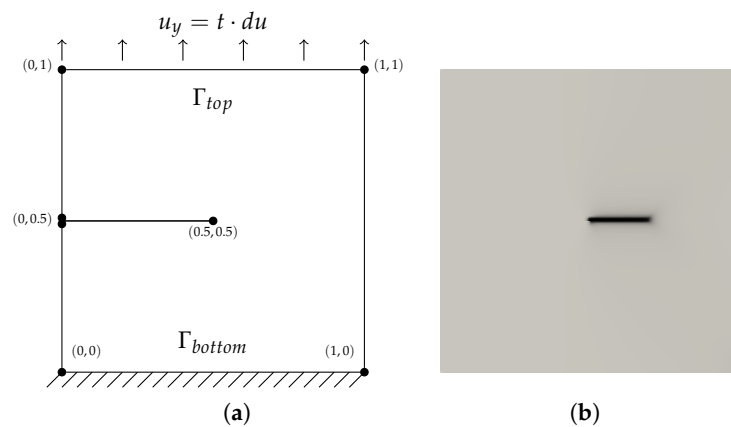 u_y = t · du
(0, 1)
(1, 1)
Γ_top
(0, 0.5)
(0.5, 0.5)
Γ_bottom
(0, 0)
(1, 0)
(a)
(b)